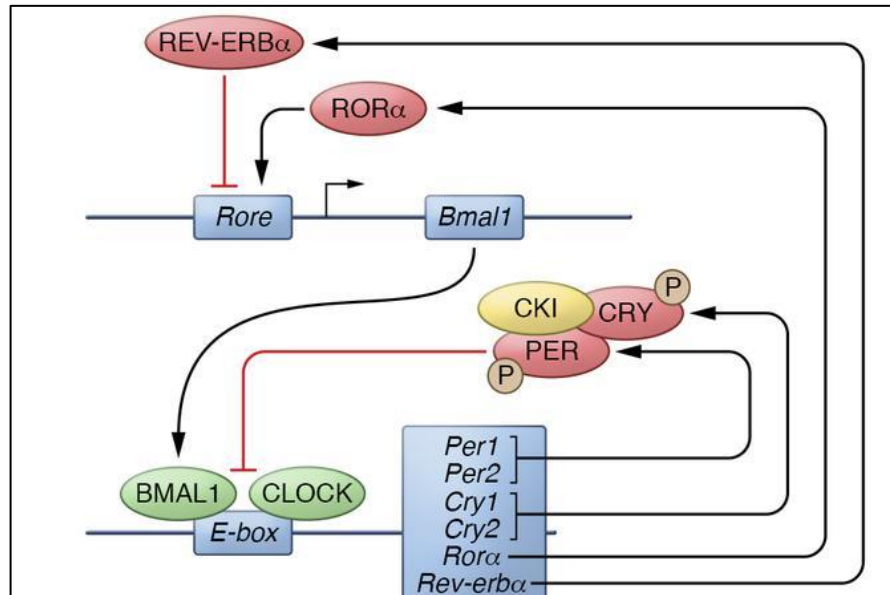 REV-ERBα
RORα
Rore
Bmal1
CKI
CRY
P
PER
P
BMAL1
CLOCK
E-box
Per1
Per2
Cry1
Cry2
Rorα
Rev-erbα